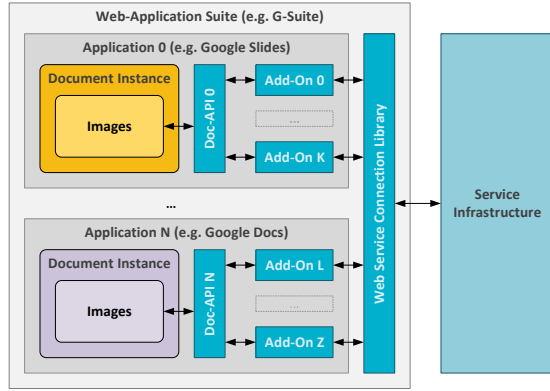 Web-Application Suite (e.g. G-Suite)
Application 0 (e.g. Google Slides)
Document Instance
Images
Doc-API 0
Add-On 0
...
Add-On K
...
Application N (e.g. Google Docs)
Document Instance
Images
Doc-API N
Add-On L
...
Add-On Z
Web Service Connection Library
Service
Infrastructure